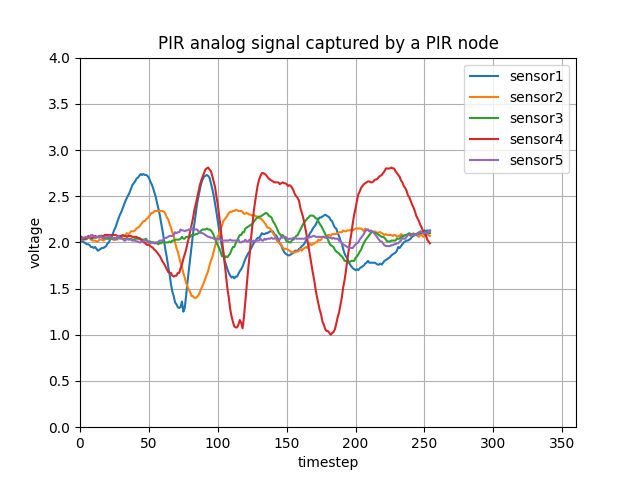 PIR analog signal captured by a PIR node
4.0
3.5
3.0
2.5
2.0
1.5
1.0
0.5
0.0
voltage
sensor1
sensor2
sensor3
sensor4
sensor5
0 50 100 150 200 250 300 350
timestep